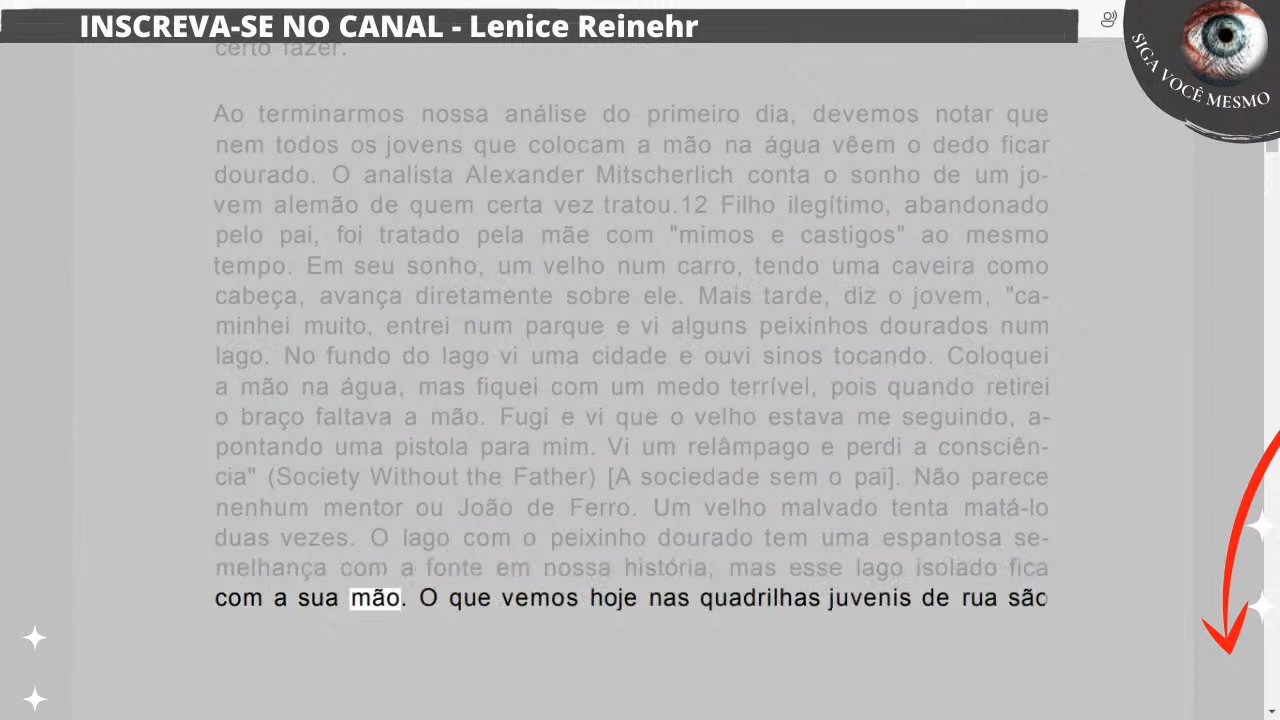 INSCREVA-SE NO CANAL - Lenice Reinehr
SIGA VOCÊ MESMO
certo fazer.
Ao terminarmos nossa análise do primeiro dia, devemos notar que
nem todos os jovens que colocam a mão na água vêem o dedo ficar
dourado. O analista Alexander Mitscherlich conta o sonho de um jo-
vem alemão de quem certa vez tratou.12 Filho ilegítimo, abandonado
pelo pai, foi tratado pela mãe com "mimos e castigos" ao mesmo
tempo. Em seu sonho, um velho num carro, tendo uma caveira como
cabeça, avança diretamente sobre ele. Mais tarde, diz o jovem, "ca-
minhei muito, entrei num parque e vi alguns peixinhos dourados num
lago. No fundo do lago vi uma cidade e ouvi sinos tocando. Coloquei
a mão na água, mas fiquei com um medo terrível, pois quando retirei
o braço faltava a mão. Fugi e vi que o velho estava me seguindo, a-
pontando uma pistola para mim. Vi um relâmpago e perdi a consciên-
cia" (Society Without the Father) [A sociedade sem o pai]. Não parece
nenhum mentor ou João de Ferro. Um velho malvado tenta matá-lo
duas vezes. O lago com o peixinho dourado tem uma espantosa se-
melhança com a fonte em nossa história, mas esse lago isolado fica
com a sua mão. O que vemos hoje nas quadrilhas juvenis de rua são